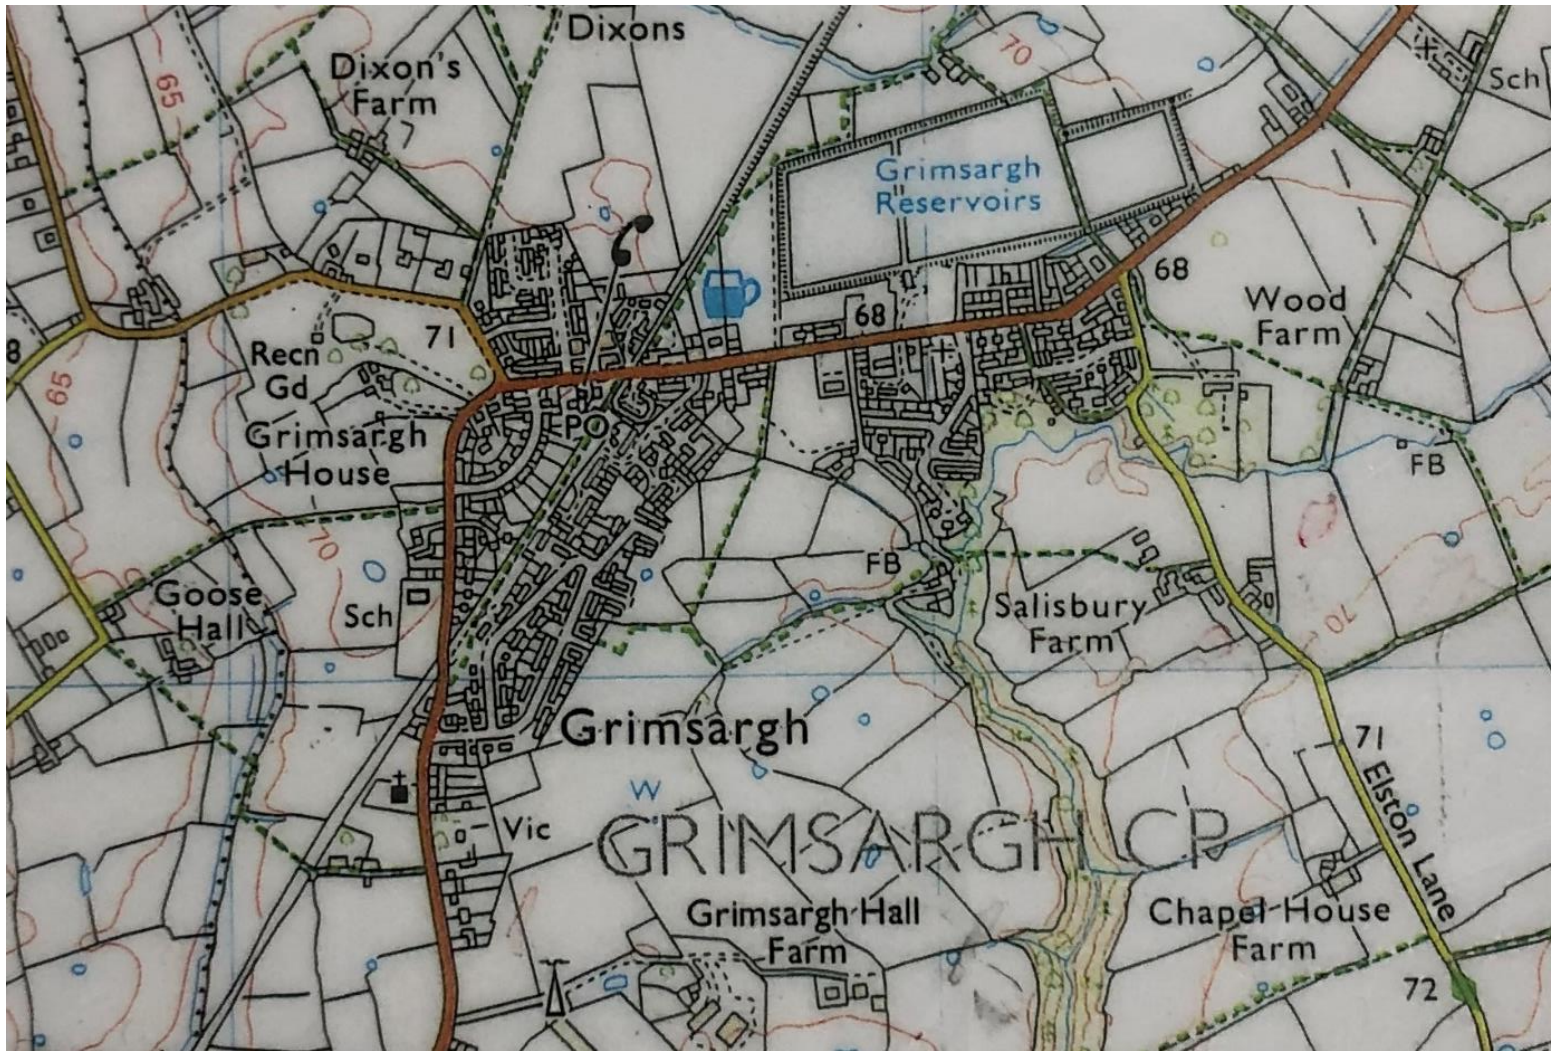 Dixons
Dixon's
Farm
65
70
Sch
Grimsargh
Reservoirs
68
Wood
Farm
71
68
Recn
Gd
8
65
PO
Grimsargh
House
FB
70
FB
Goose
Hall
Sch
Salisbury
Farm
70
Grimsargh
71
Elston Lane
W
Vic
GRIMSARGH CP
Grimsargh Hall
Farm
Chapel House
Farm
72